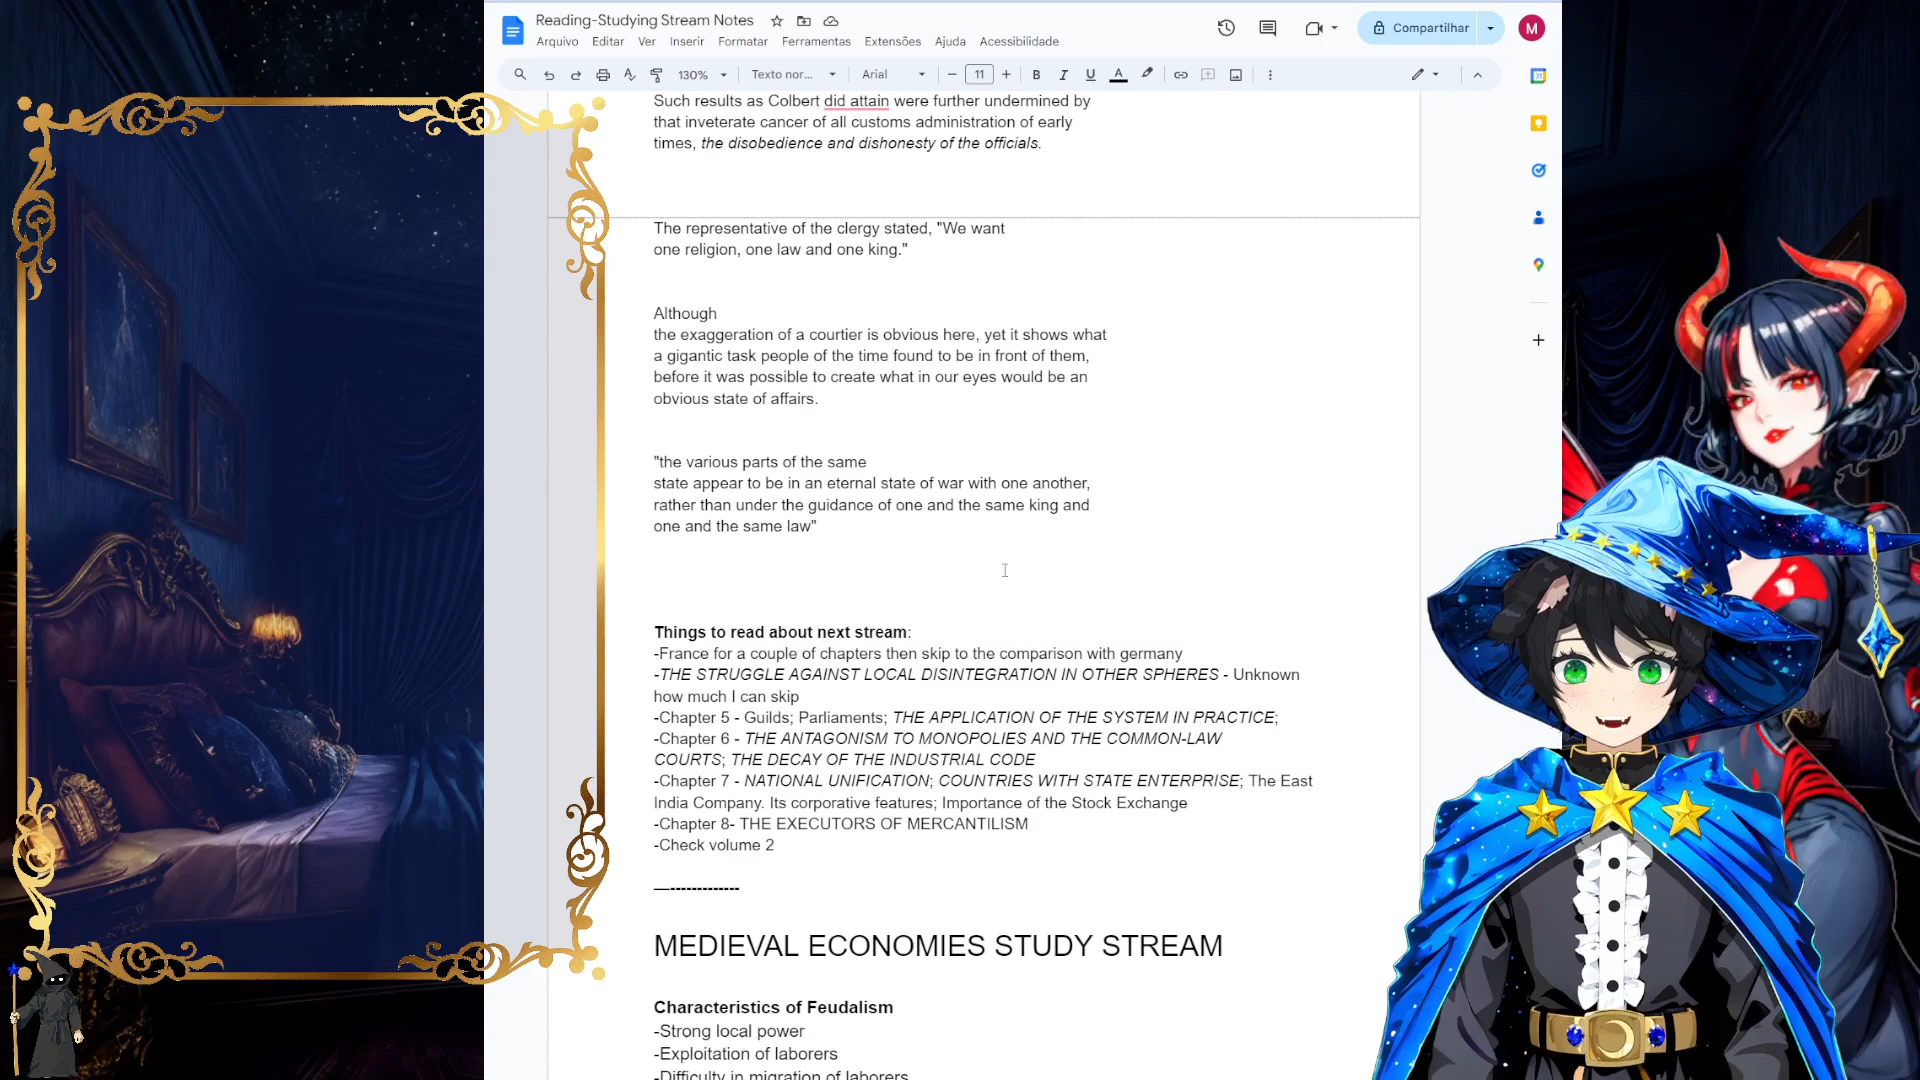 Reading-Studying Stream Notes
Arquivo Editar Ver Inserir Formatar Ferramentas Extensões Ajuda Acessibilidade
Compartilhar
M
130% Texto nor... Arial 11 B I U A
31
Such results as Colbert did attain were further undermined by
that inveterate cancer of all customs administration of early
times, the disobedience and dishonesty of the officials.
The representative of the clergy stated, "We want
one religion, one law and one king."
Although
the exaggeration of a courtier is obvious here, yet it shows what
a gigantic task people of the time found to be in front of them,
before it was possible to create what in our eyes would be an
obvious state of affairs.
"the various parts of the same
state appear to be in an eternal state of war with one another,
rather than under the guidance of one and the same king and
one and the same law"
Things to read about next stream:
-France for a couple of chapters then skip to the comparison with germany
-THE STRUGGLE AGAINST LOCAL DISINTEGRATION IN OTHER SPHERES - Unknown
how much I can skip
-Chapter 5 - Guilds; Parliaments; THE APPLICATION OF THE SYSTEM IN PRACTICE;
-Chapter 6 - THE ANTAGONISM TO MONOPOLIES AND THE COMMON-LAW
COURTS; THE DECAY OF THE INDUSTRIAL CODE
-Chapter 7 - NATIONAL UNIFICATION; COUNTRIES WITH STATE ENTERPRISE; The East
India Company. Its corporative features; Importance of the Stock Exchange
-Chapter 8- THE EXECUTORS OF MERCANTILISM
-Check volume 2
—-------------
MEDIEVAL ECONOMIES STUDY STREAM
Characteristics of Feudalism
-Strong local power
-Exploitation of laborers
-Difficulty in migration of laborers